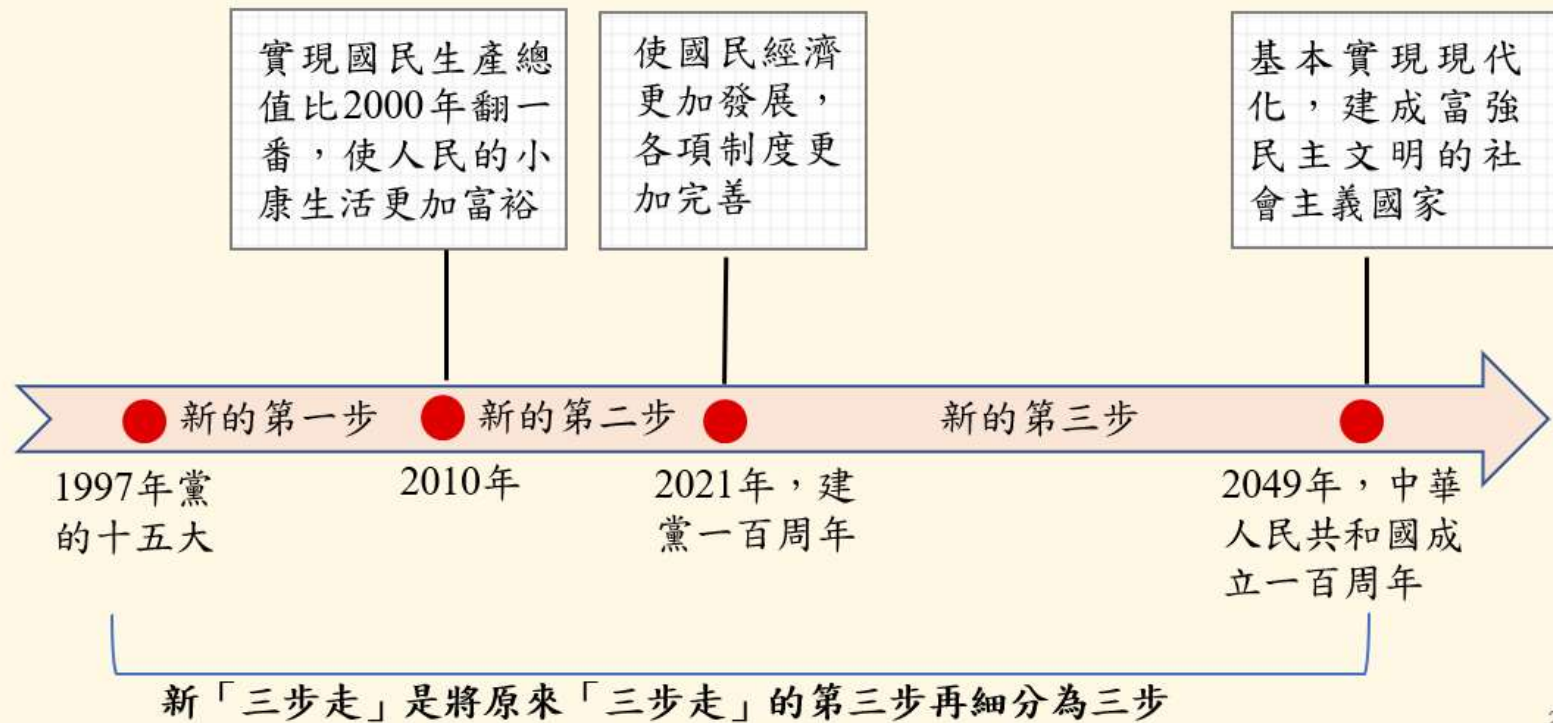 實現國民生產總
值比2000年翻一
番，使人民的小
康生活更加富裕
使國民經濟
更加發展，
各項制度更
加完善
基本實現現代
化，建成富強
民主文明的社
會主義國家
新的第一步
新的第二步
新的第三步
1997年黨
的十五大
2010年
2021年，建
黨一百周年
2049年，中華
人民共和國成
立一百周年
新「三步走」是將原來「三步走」的第三步再細分為三步